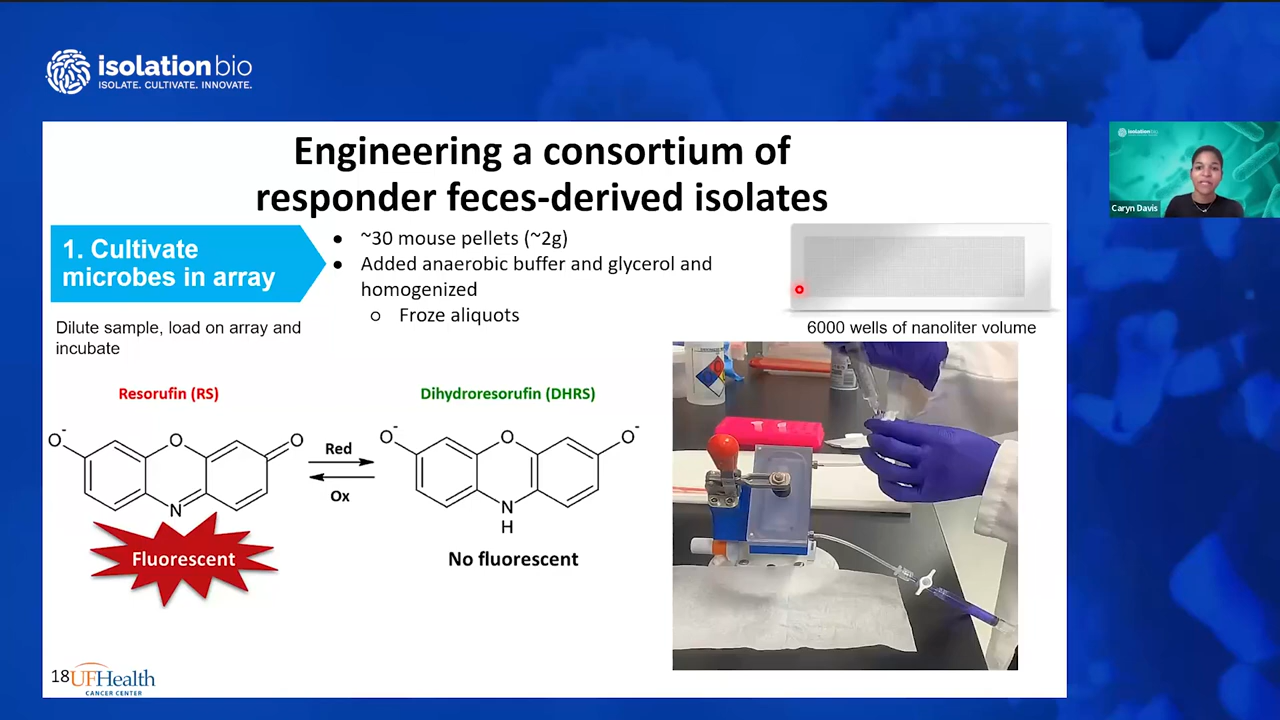 isolation bio
ISOLATE. CULTIVATE. INNOVATE.
Engineering a consortium of
responder feces-derived isolates
1. Cultivate
microbes in array
● ~30 mouse pellets (~2g)
● Added anaerobic buffer and glycerol and
homogenized
○ Froze aliquots
Dilute sample, load on array and
incubate
6000 wells of nanoliter volume
isolationbio
Caryn Davis
Resorufin (RS)
Dihydroresorufin (DHRS)
O-
O
O
Red
Ox
N
O-
O
O-
N
H
Fluorescent
No fluorescent
18
UFHealth
CANCER CENTER